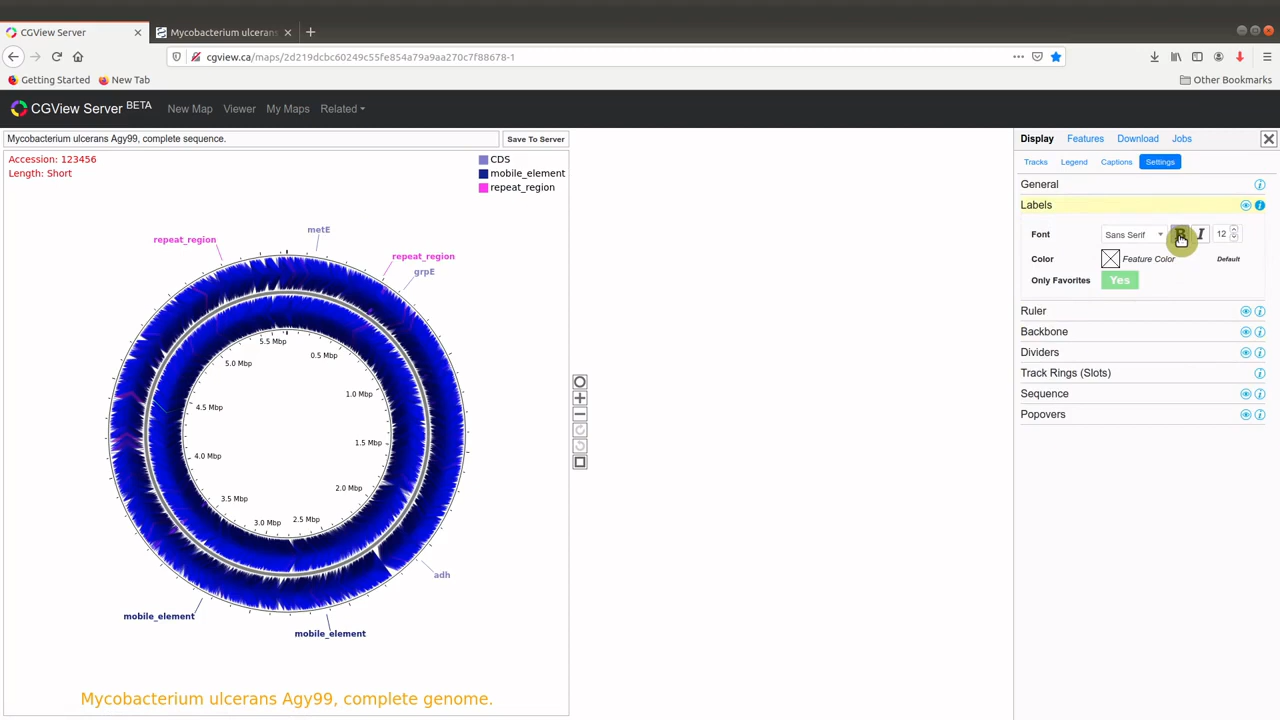 CGView Server
Mycobacterium ulcerans
cgview.ca/maps/2d219dcbc60249c55fe854a79a9aa270c7f88678-1
Getting Started
New Tab
Other Bookmarks
CGView Server BETA
New Map
Viewer
My Maps
Related
Mycobacterium ulcerans Agy99, complete sequence.
Save To Server
Display
Features
Download
Jobs
Tracks
Legend
Captions
Settings
Accession: 123456
Length: Short
CDS
mobile_element
repeat_region
General
Labels
Font
Sans Serif
B
I
12
Color
Feature Color
Default
Only Favorites
Yes
Ruler
Backbone
Dividers
Track Rings (Slots)
Sequence
Popovers
metE
repeat_region
repeat_region
grpE
5.5 Mbp
0.5 Mbp
5.0 Mbp
1.0 Mbp
4.5 Mbp
1.5 Mbp
4.0 Mbp
2.0 Mbp
3.5 Mbp
2.5 Mbp
3.0 Mbp
adh
mobile_element
mobile_element
Mycobacterium ulcerans Agy99, complete genome.